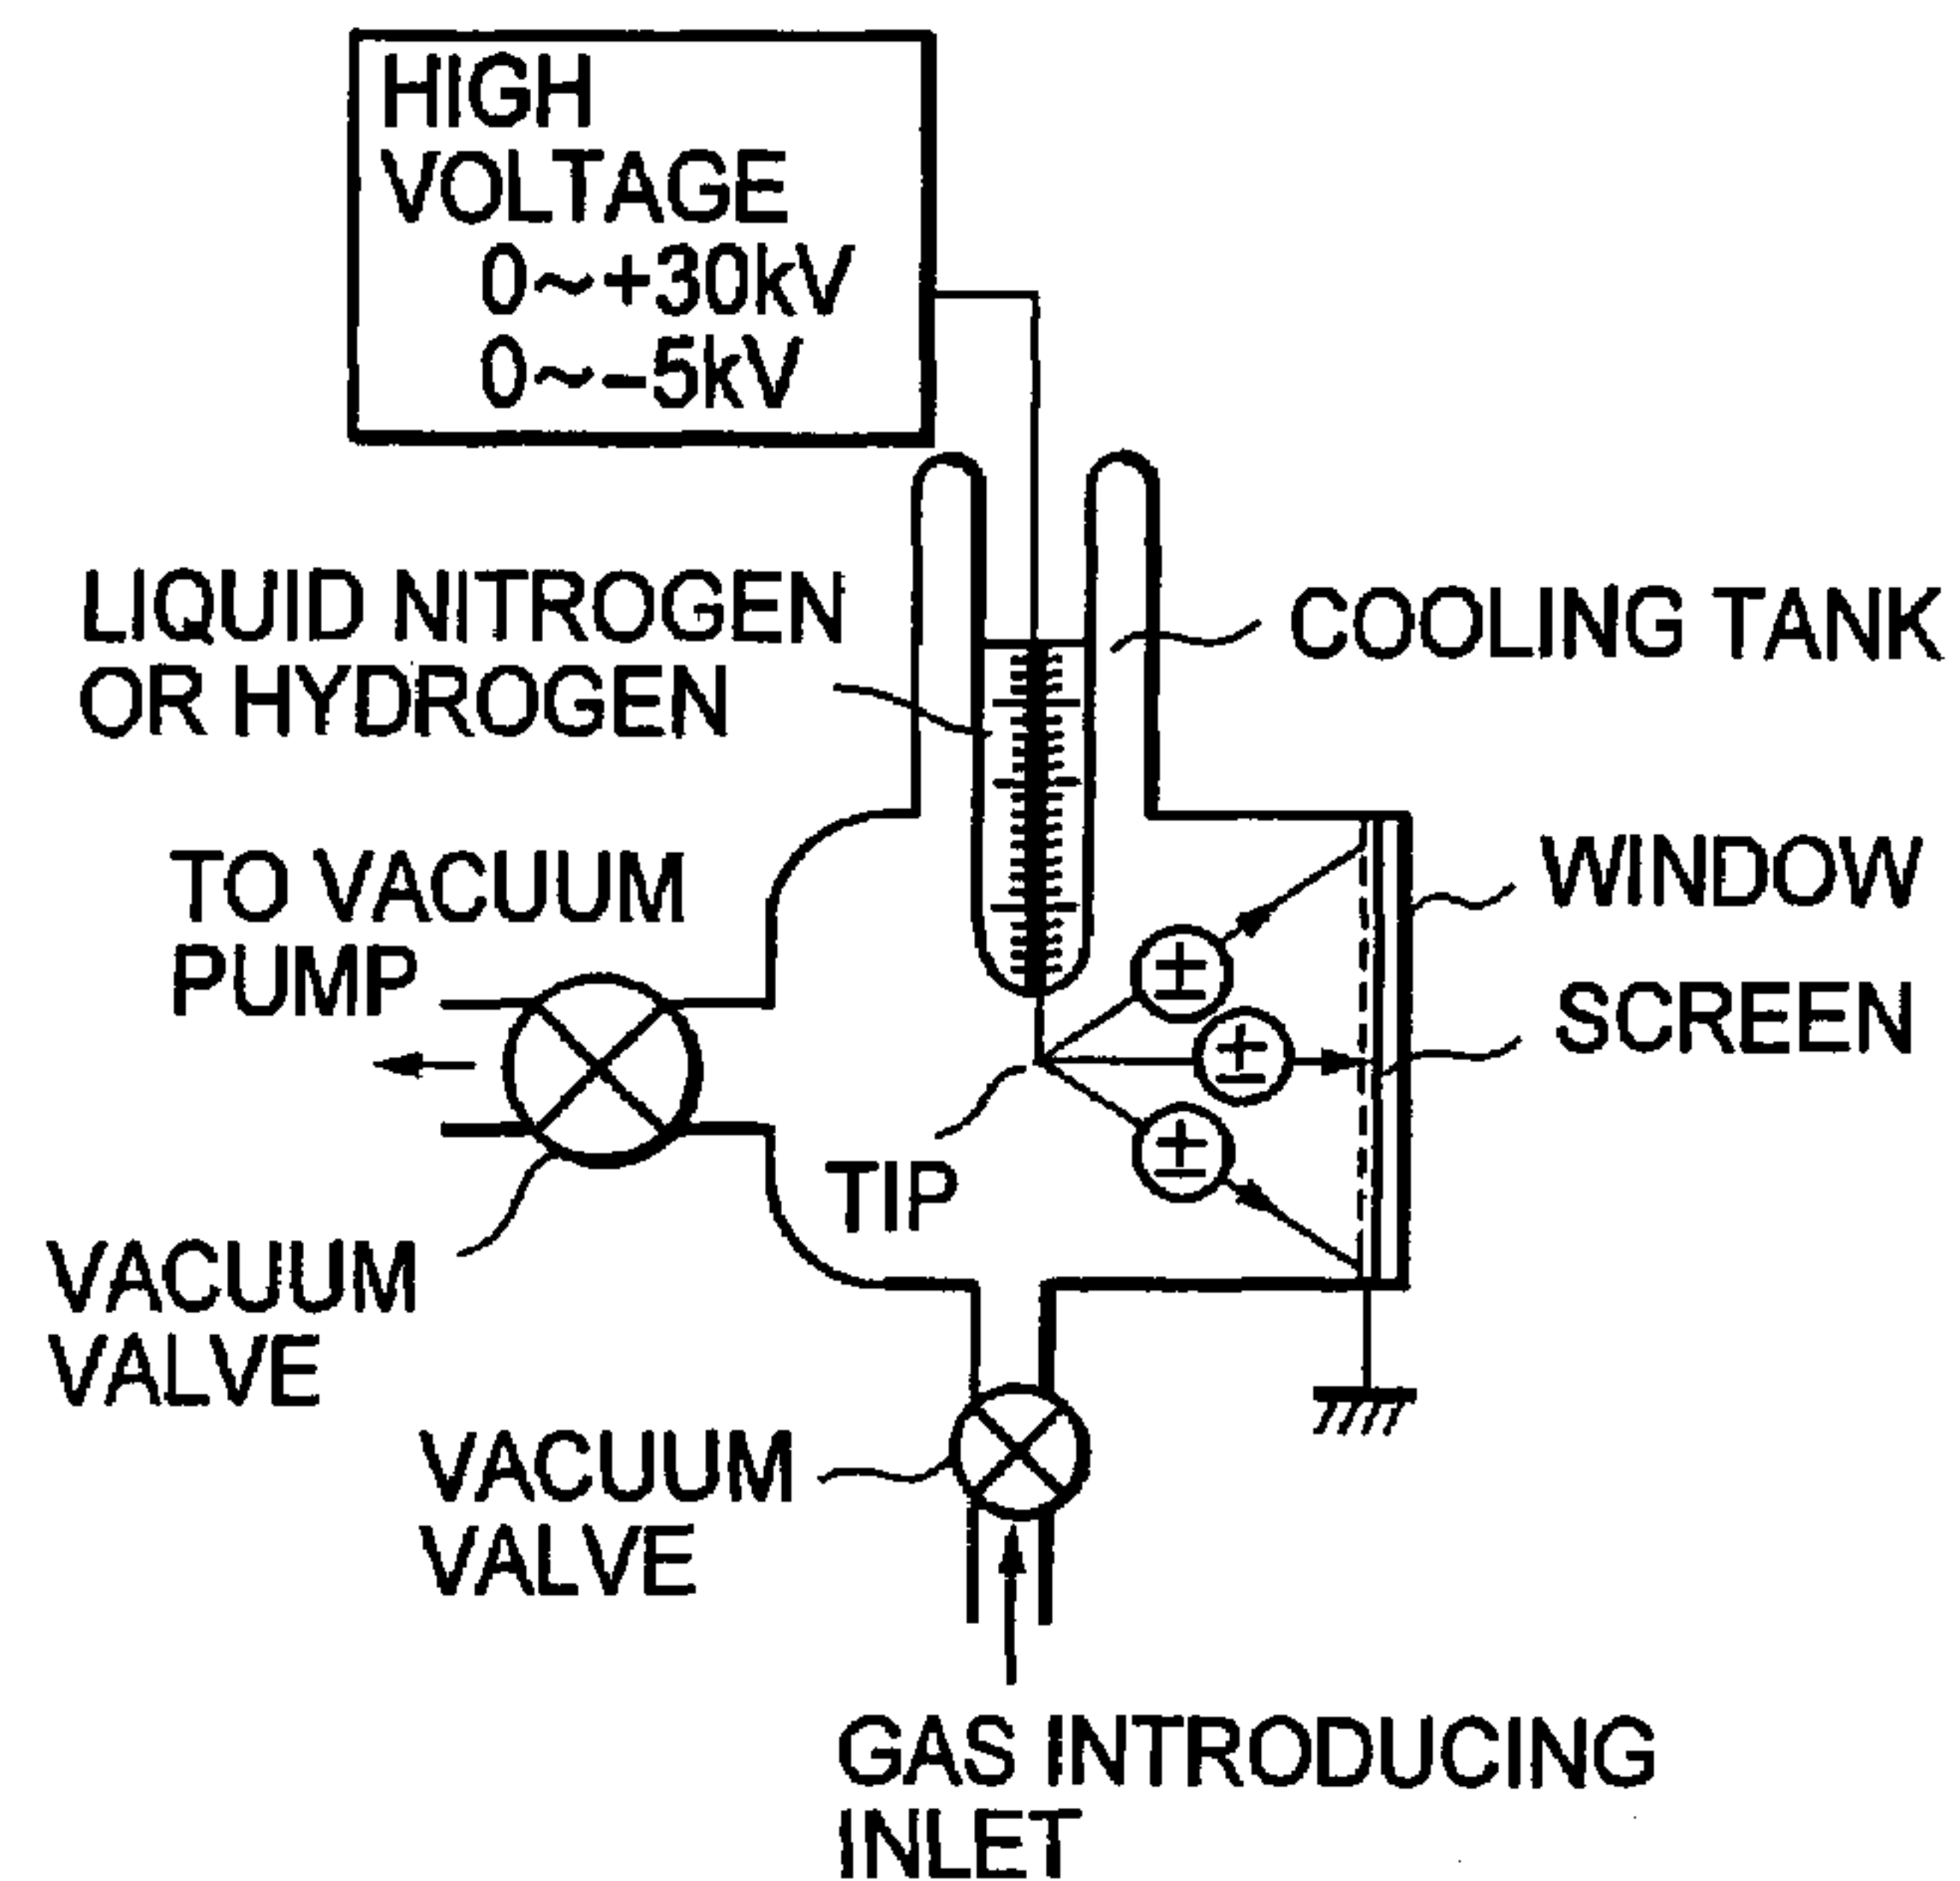 HIGH
VOLTAGE
0~+30kV
0~-5kV
LIQUID NITROGEN
OR HYDROGEN
COOLING TANK
TO VACUUM
PUMP
WINDOW
SCREEN
TIP
VACUUM
VALVE
VACUUM
VALVE
GAS INTRODUCING
INLET